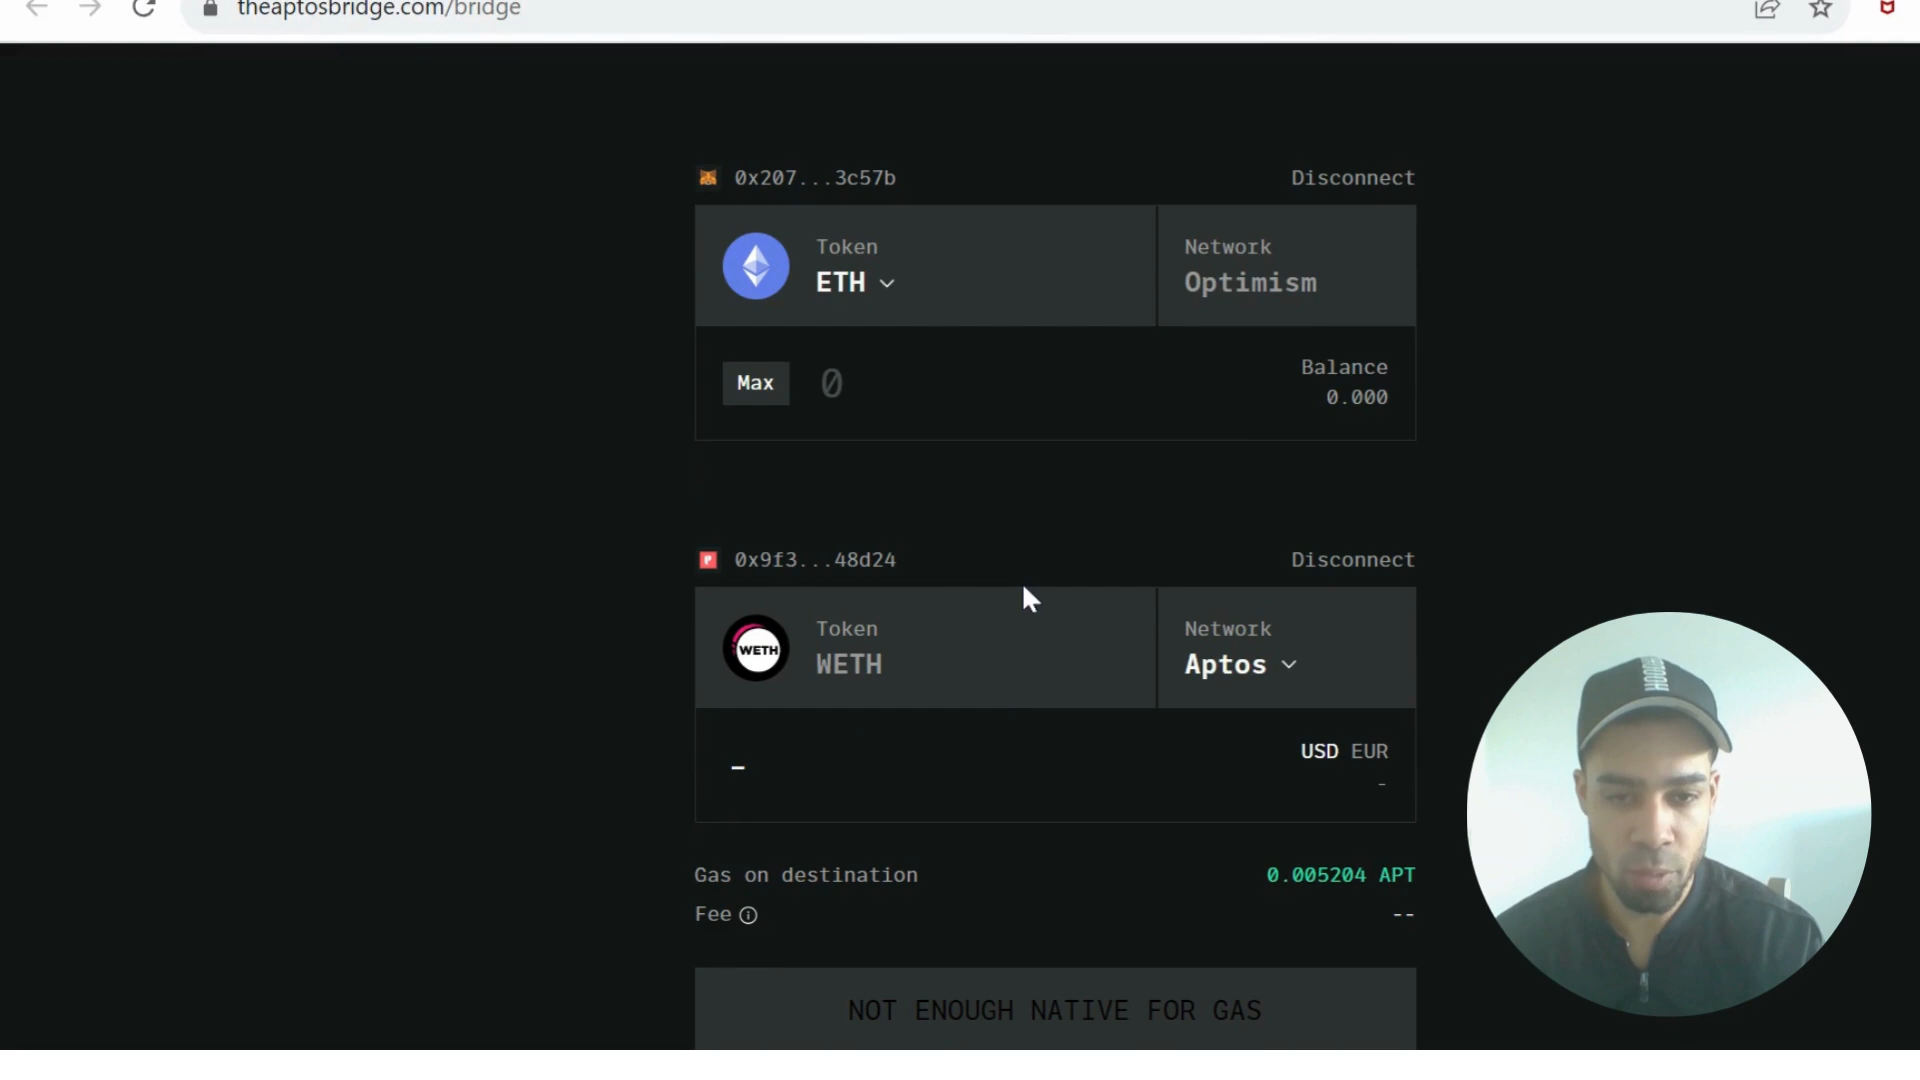 theaptosbridge.com/bridge
0x207...3c57b
Disconnect
Token
ETH
Network
Optimism
Max
0
Balance
0.000
0x9f3...48d24
Disconnect
WETH
Token
WETH
Network
Aptos
-
USD EUR
-
Gas on destination
0.005204 APT
Fee
--
NOT ENOUGH NATIVE FOR GAS